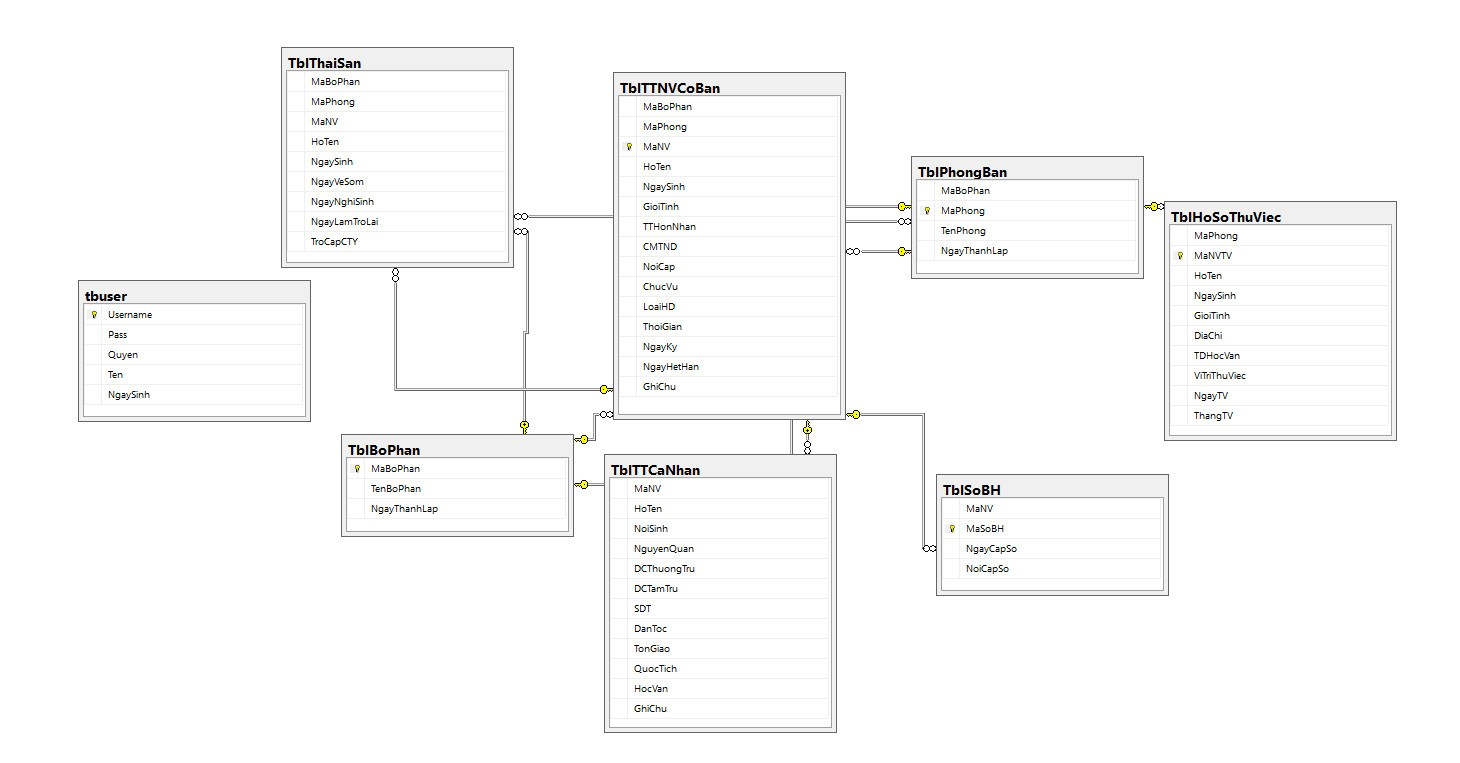 TblThaiSan
MaBoPhan
MaPhong
MaNV
HoTen
NgaySinh
NgayVeSom
NgayNghiSinh
NgayLamTroLai
TroCapCTY
TblTTNVCoBan
MaBoPhan
MaPhong
MaNV
HoTen
NgaySinh
GioiTinh
TTHonNhan
CMTND
NoiCap
ChucVu
LoaiHD
ThoiGian
NgayKy
NgayHetHan
GhiChu
TblPhongBan
MaBoPhan
MaPhong
TenPhong
NgayThanhLap
TblHoSoThuViec
MaPhong
MaNVTV
HoTen
NgaySinh
GioiTinh
DiaChi
TDHocVan
ViTriThuViec
NgayTV
ThangTV
tbuser
Username
Pass
Quyen
Ten
NgaySinh
TblBoPhan
MaBoPhan
TenBoPhan
NgayThanhLap
TblTTCaNhan
MaNV
HoTen
NoiSinh
NguyenQuan
DCThuongTru
DCTamTru
SDT
DanToc
TonGiao
QuocTich
HocVan
GhiChu
TblSoBH
MaNV
MaSoBH
NgayCapSo
NoiCapSo